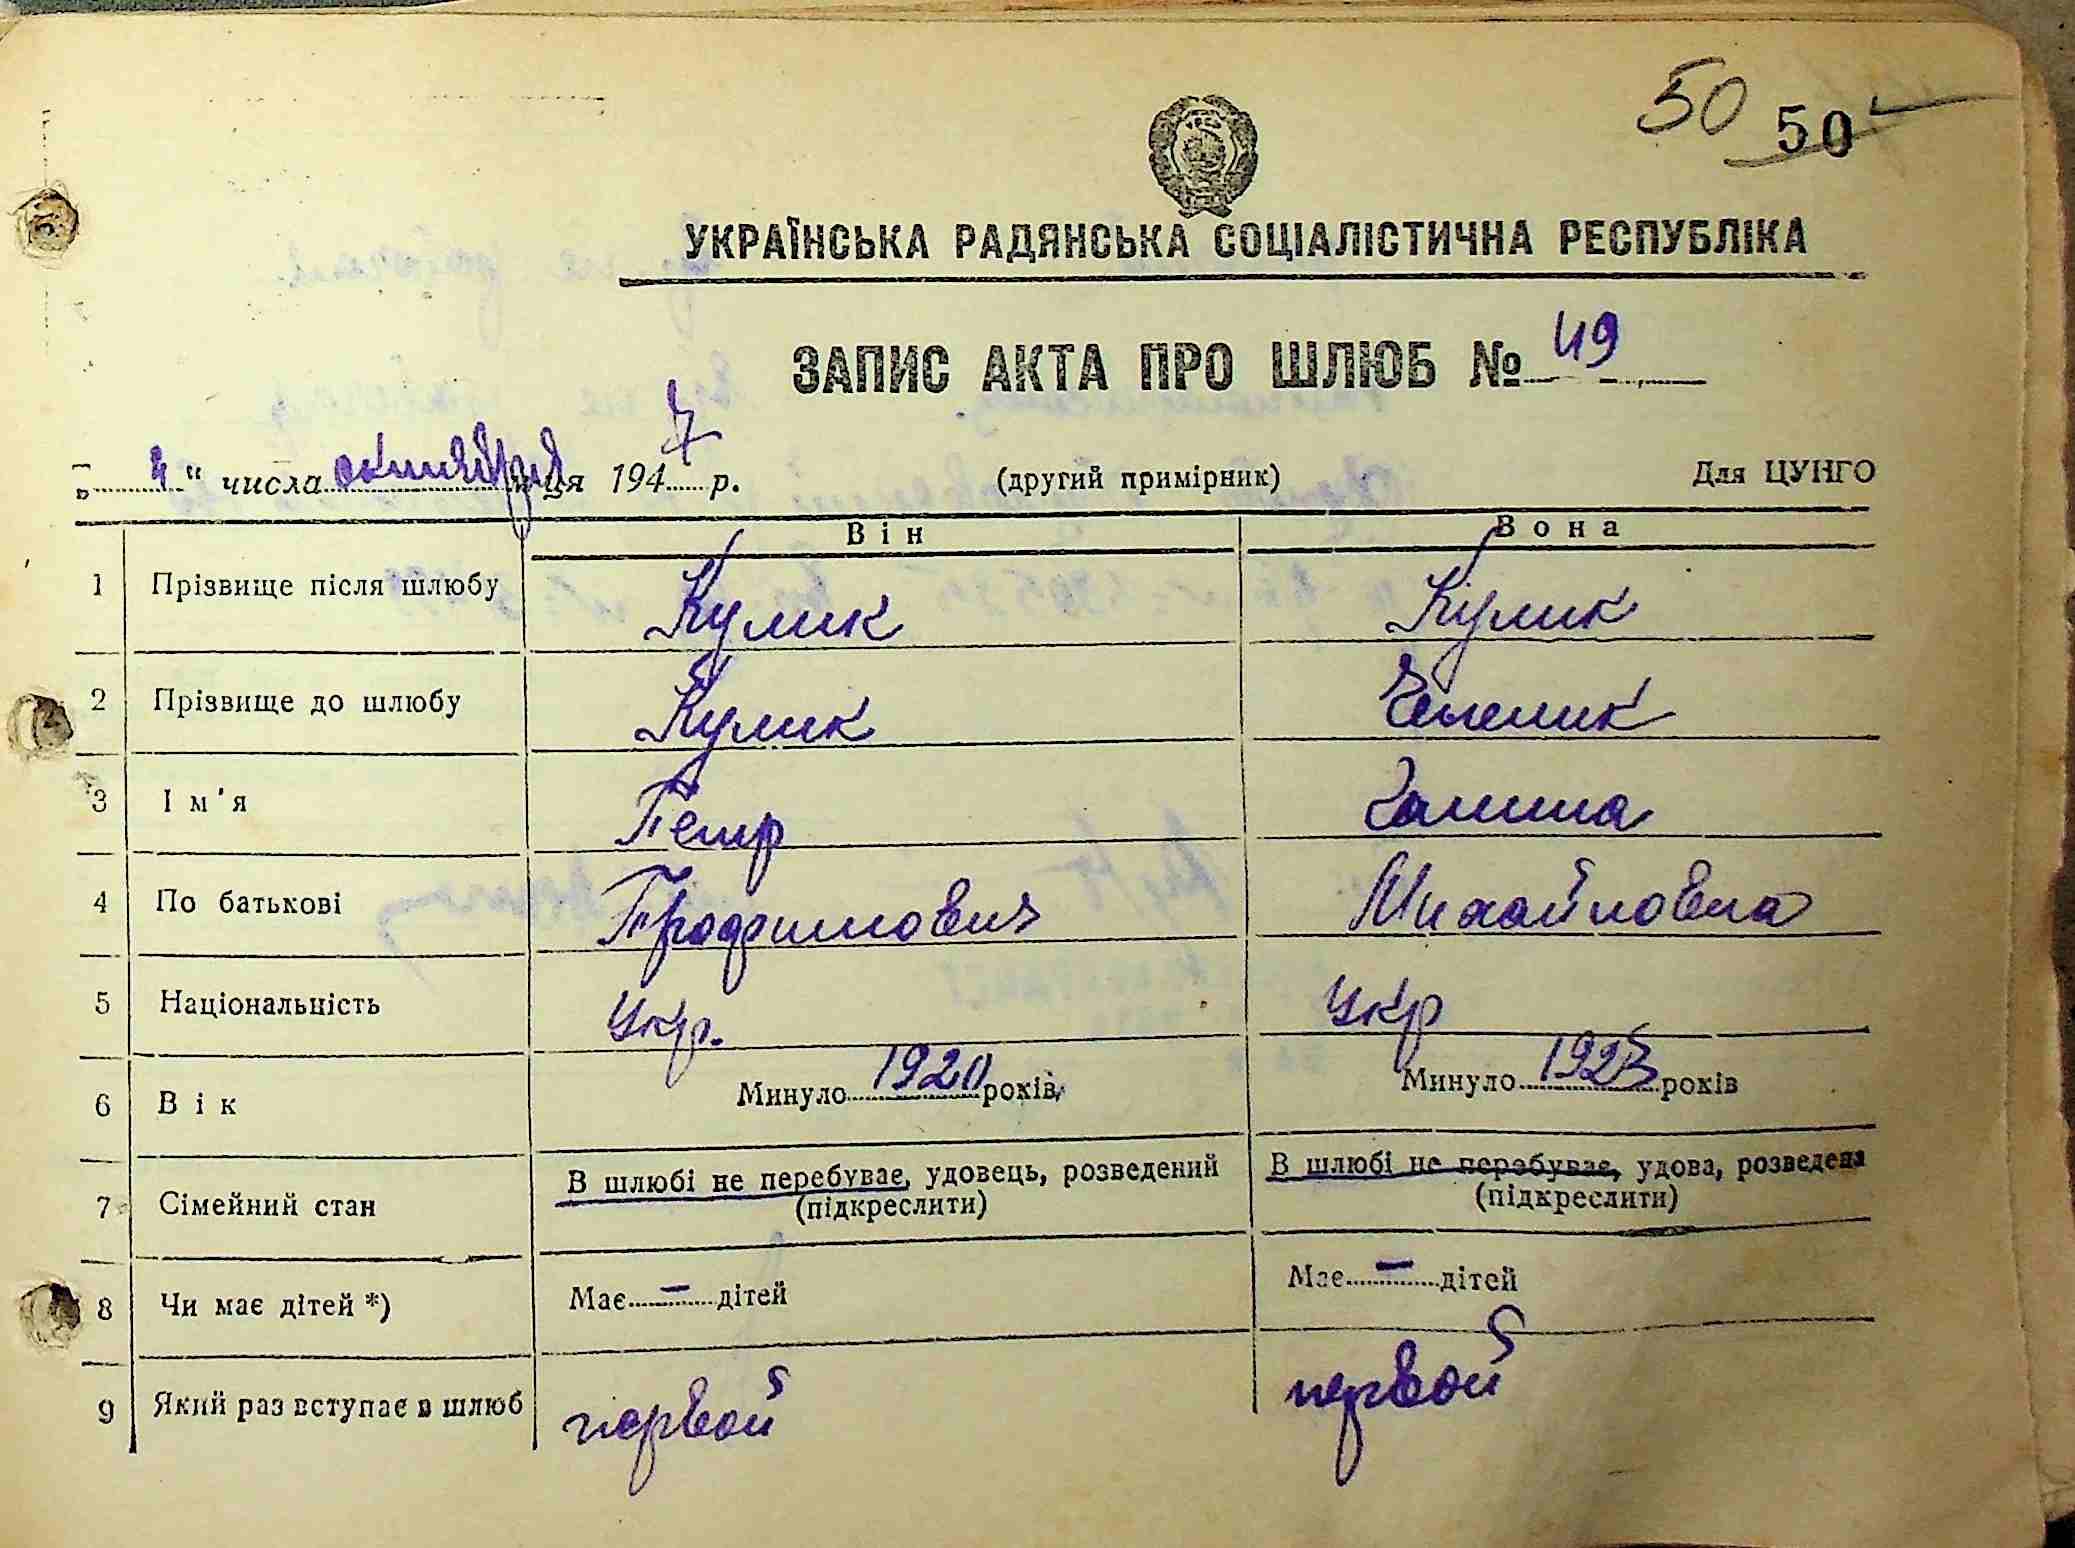 50 50
УКРАЇНСЬКА РАДЯНСЬКА СОЦІАЛІСТИЧНА РЕСПУБЛІКА
ЗАПИС АКТА ПРО ШЛЮБ № 49
„ 4 “ числа октября м-ця 1947 р. (другий примірник) Для ЦУНГО
Він Вона
1 Прізвище після шлюбу Кулик Кулик
2 Прізвище до шлюбу Кулик
3 Ім'я Петр Галина
4 По батькові Михайловна
5 Національність Укр. Укр
6 Вік Минуло 1920 років, Минуло 1923 років
7 Сімейний стан В шлюбі не перебуває, удовець, розведений В шлюбі не перебуває, удова, розведена
(підкреслити) (підкреслити)
8 Чи має дітей *) Має — дітей Має — дітей
9 Який раз вступає в шлюб первой первой